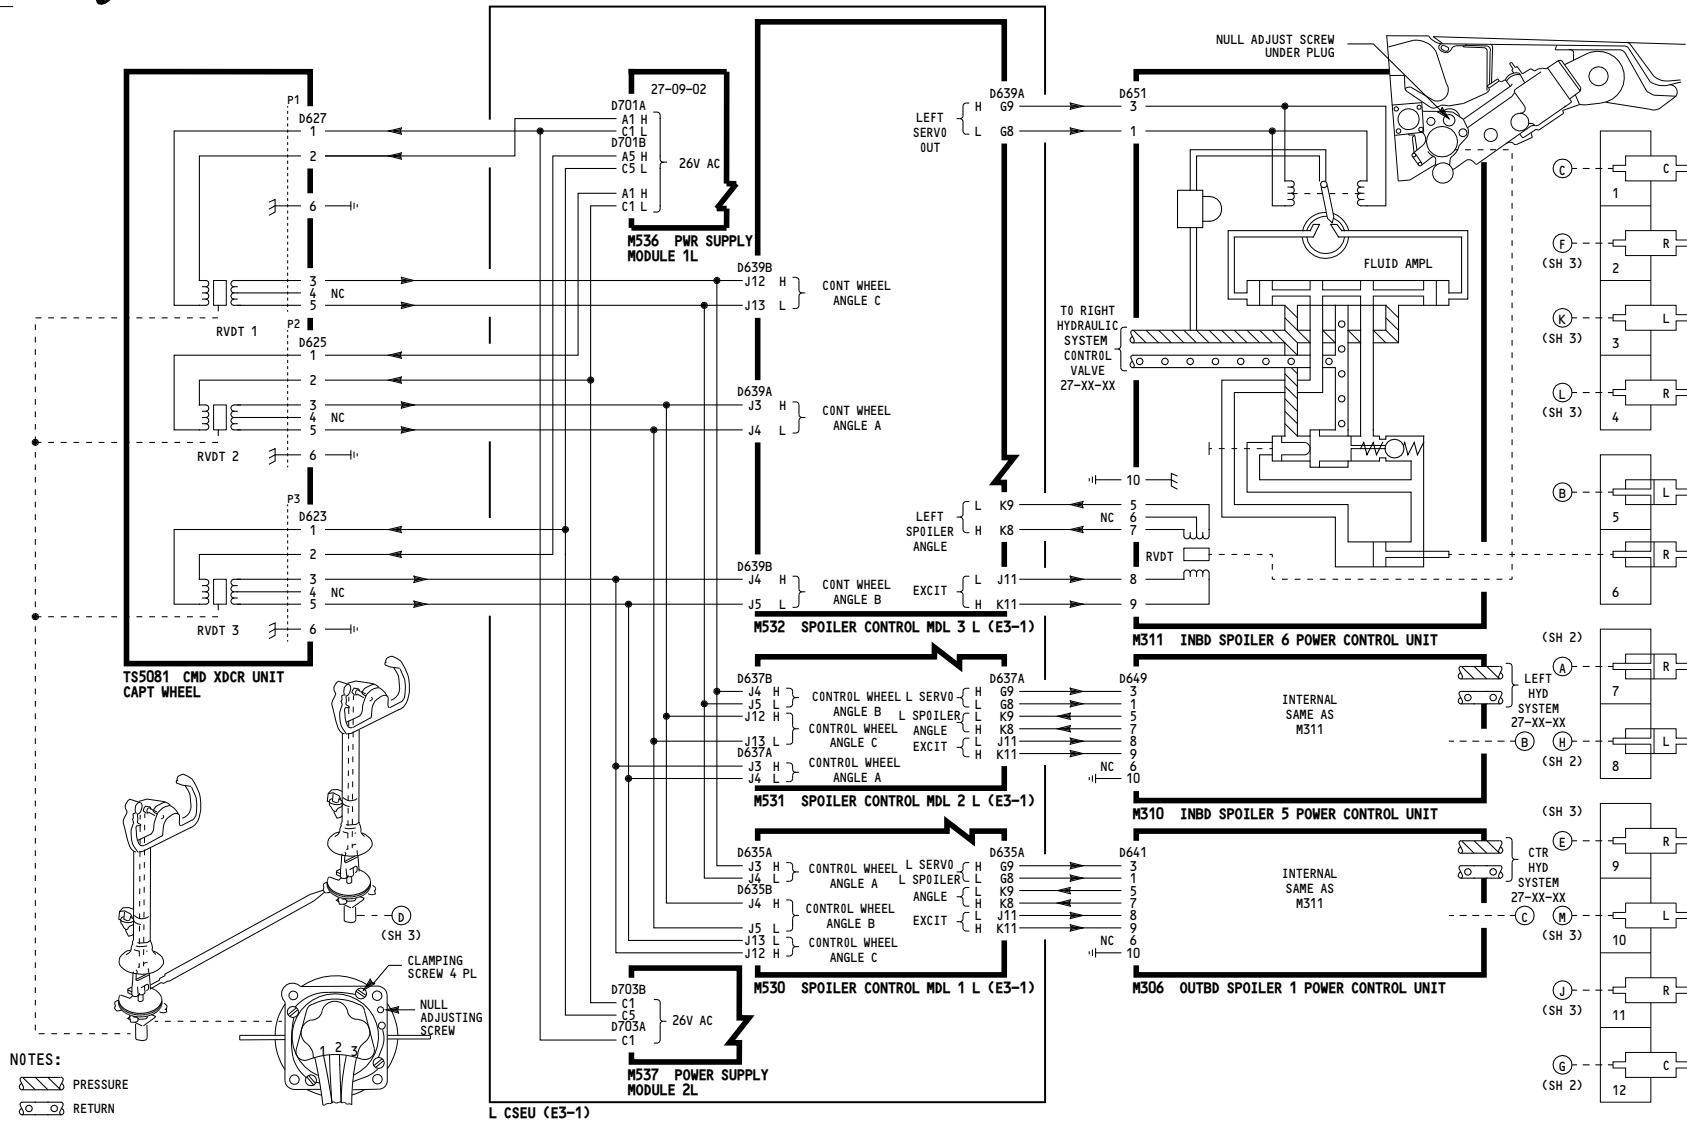 NULL ADJUST SCREW
UNDER PLUG
P1
D627
1
2
6
3
4 NC
5
RVDT 1
P2
D625
1
2
3
4 NC
5
RVDT 2
6
P3
D623
1
2
3
4 NC
5
RVDT 3
6
TS5081 CMD XDCR UNIT
CAPT WHEEL
27-09-02
D701A
A1 H
C1 L
D701B
A5 H
C5 L
26V AC
A1 H
C1 L
M536 PWR SUPPLY
MODULE 1L
D639B
J12 H
J13 L
CONT WHEEL
ANGLE C
D639A
J3 H
J4 L
CONT WHEEL
ANGLE A
D639B
J4 H
J5 L
CONT WHEEL
ANGLE B
D639A
LEFT
SERVO
OUT
H G9
L G8
LEFT
SPOILER
ANGLE
L K9
H K8
EXCIT
L J11
H K11
M532 SPOILER CONTROL MDL 3 L (E3-1)
D637B
J4 H
J5 L
CONTROL WHEEL
ANGLE B
J12 H
J13 L
CONTROL WHEEL
ANGLE C
D637A
J3 H
J4 L
CONTROL WHEEL
ANGLE A
D637A
L SERVO
H G9
L G8
L SPOILER
ANGLE
L K9
H K8
EXCIT
L J11
H K11
M531 SPOILER CONTROL MDL 2 L (E3-1)
D635A
J3 H
J4 L
CONTROL WHEEL
ANGLE A
D635B
J4 H
J5 L
CONTROL WHEEL
ANGLE B
J13 L
J12 H
CONTROL WHEEL
ANGLE C
D635A
L SERVO
H G9
L G8
L SPOILER
ANGLE
L K9
H K8
EXCIT
L J11
H K11
M530 SPOILER CONTROL MDL 1 L (E3-1)
D703B
C1
C5
D703A
C1
26V AC
M537 POWER SUPPLY
MODULE 2L
L CSEU (E3-1)
D651
3
1
FLUID AMPL
TO RIGHT
HYDRAULIC
SYSTEM
CONTROL
VALVE
27-XX-XX
10
5
NC 6
7
RVDT
8
9
M311 INBD SPOILER 6 POWER CONTROL UNIT
D649
3
1
5
7
8
9
NC 6
10
INTERNAL
SAME AS
M311
LEFT
HYD
SYSTEM
27-XX-XX
B
M310 INBD SPOILER 5 POWER CONTROL UNIT
D641
3
1
5
7
8
9
NC 6
10
INTERNAL
SAME AS
M311
CTR
HYD
SYSTEM
27-XX-XX
C
M306 OUTBD SPOILER 1 POWER CONTROL UNIT
C
C
1
F
(SH 3)
R
2
K
(SH 3)
L
3
L
(SH 3)
R
4
B
L
5
R
6
(SH 2)
A
R
7
H
(SH 2)
L
8
(SH 3)
E
R
9
M
(SH 3)
L
10
J
(SH 3)
R
11
G
(SH 2)
C
12
D
(SH 3)
CLAMPING
SCREW 4 PL
NULL
ADJUSTING
SCREW
1 2 3
NOTES:
PRESSURE
RETURN